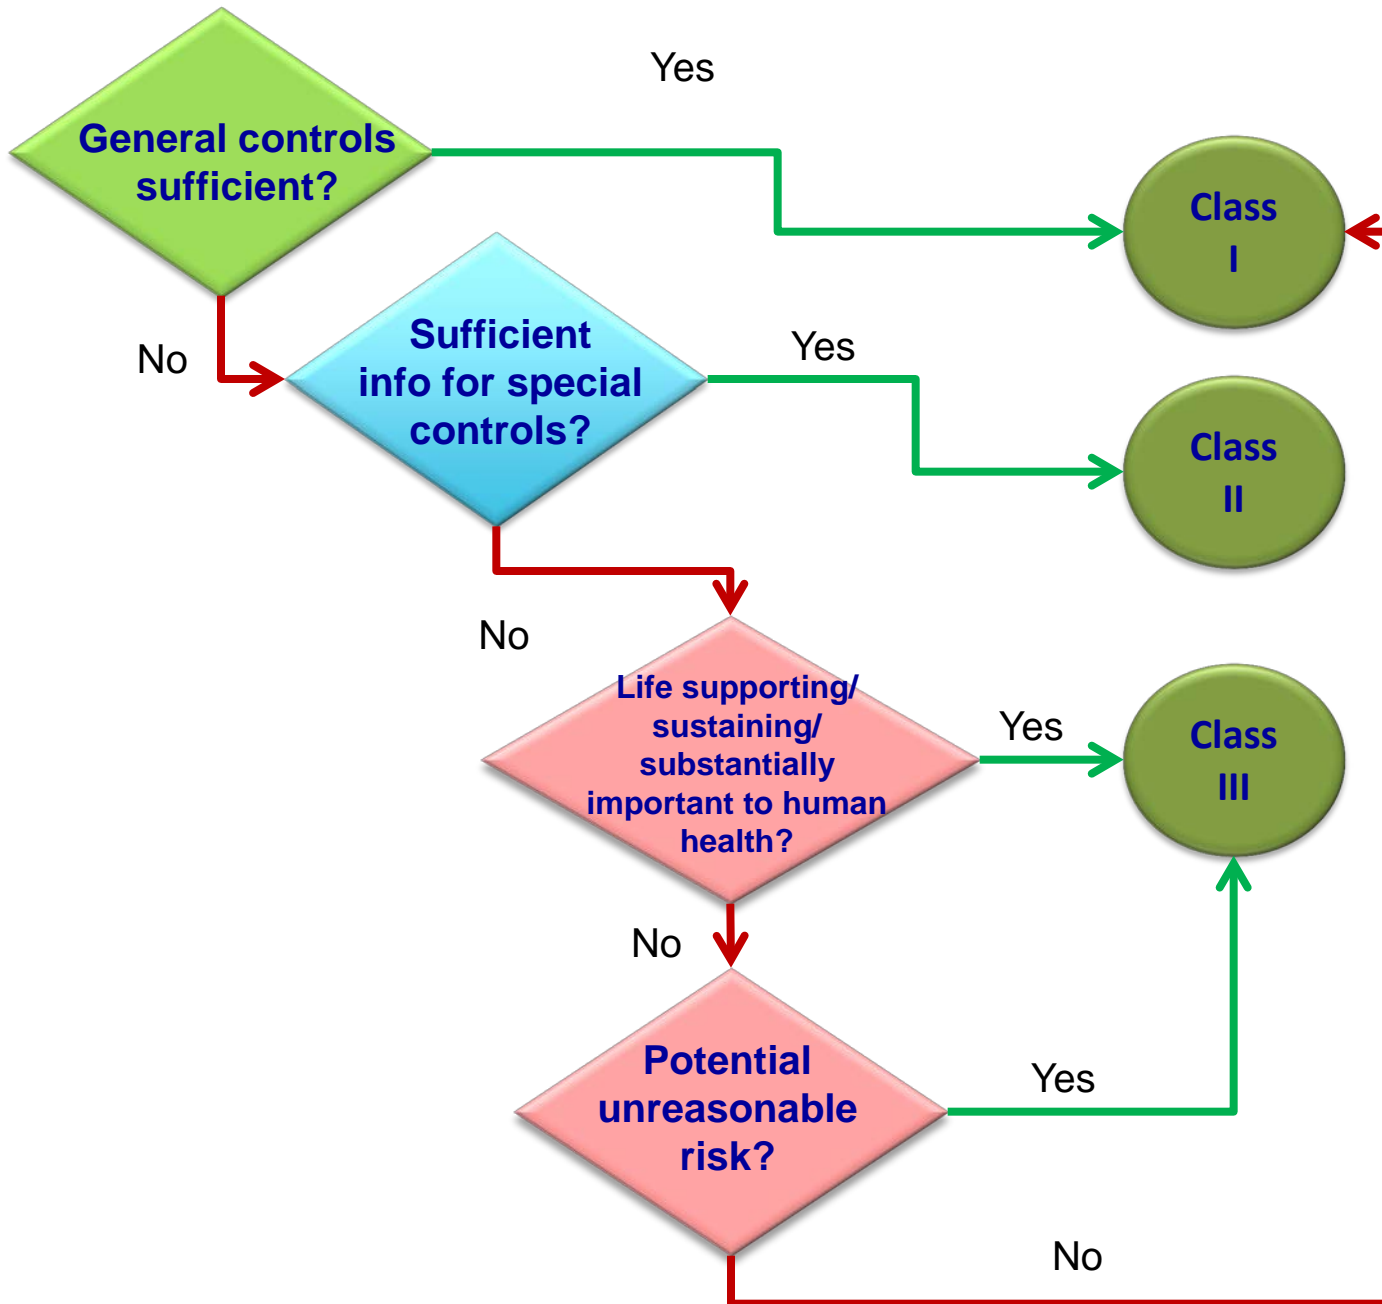 Yes
General controls
sufficient?
Class
I
No
Sufficient
info for special
controls?
Yes
Class
II
No
Life supporting/
sustaining/
substantially
important to human
health?
Yes
Class
III
No
Potential
unreasonable
risk?
Yes
No